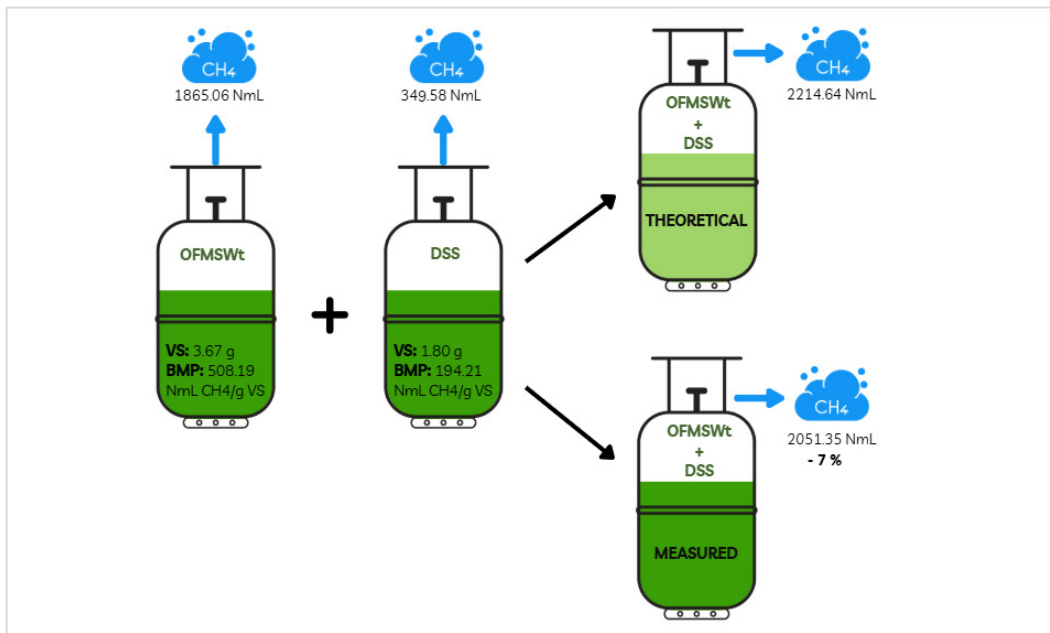 CH4
1865.06 NmL
OFMSWt
VS: 3.67 g
BMP: 508.19
NmL CH4/g VS
+
CH4
349.58 NmL
DSS
VS: 1.80 g
BMP: 194.21
NmL CH4/g VS
CH4
2214.64 NmL
OFMSWt
+
DSS
THEORETICAL
CH4
2051.35 NmL
- 7 %
OFMSWt
+
DSS
MEASURED